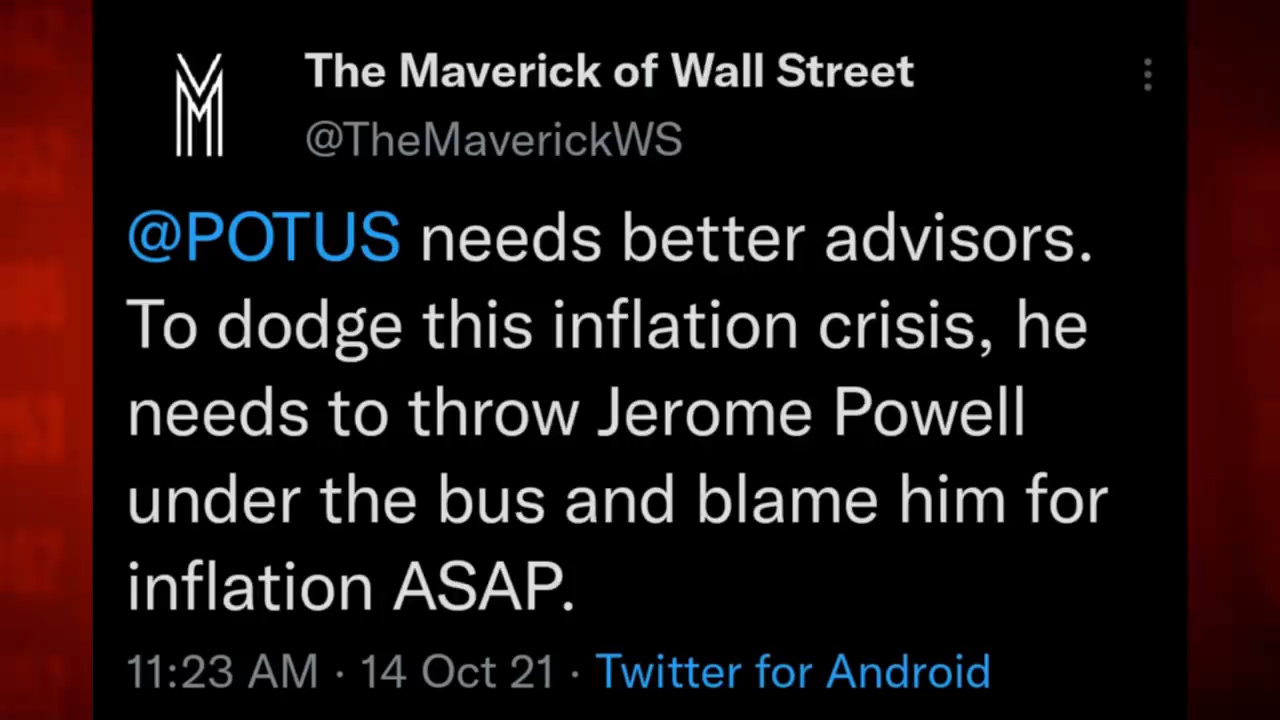 The Maverick of Wall Street
@TheMaverickWS
@POTUS needs better advisors.
To dodge this inflation crisis, he
needs to throw Jerome Powell
under the bus and blame him for
inflation ASAP.
11:23 AM · 14 Oct 21 · Twitter for Android